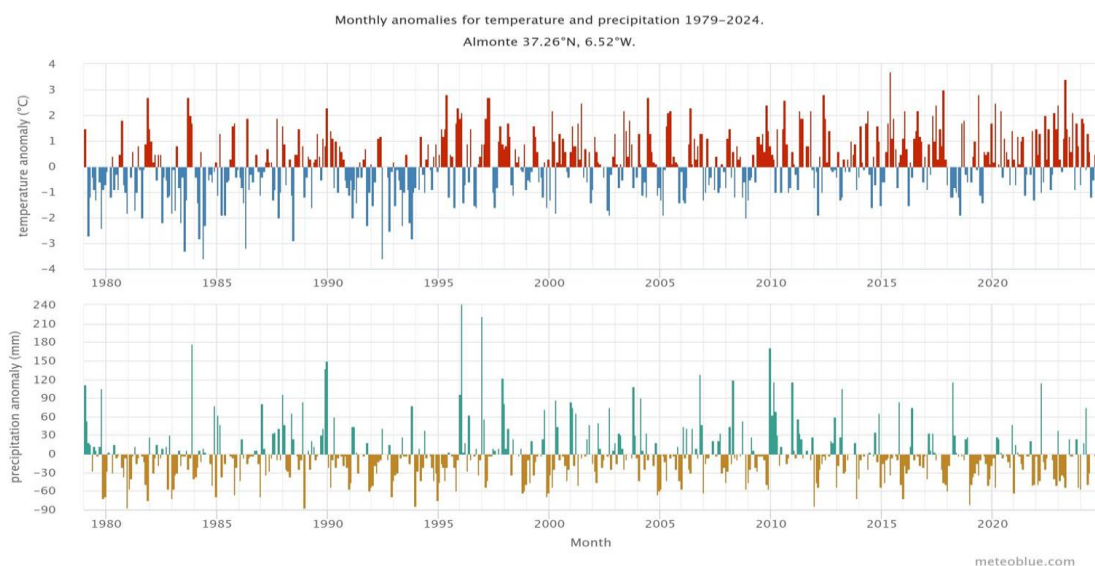 Monthly anomalies for temperature and precipitation 1979–2024.
Almonte 37.26°N, 6.52°W.
temperature anomaly (°C)
4
3
2
1
0
−1
−2
−3
−4
1980 1985 1990 1995 2000 2005 2010 2015 2020
precipitation anomaly (mm)
240
210
180
150
120
90
60
30
0
−30
−60
−90
1980 1985 1990 1995 2000 2005 2010 2015 2020
Month
meteoblue.com